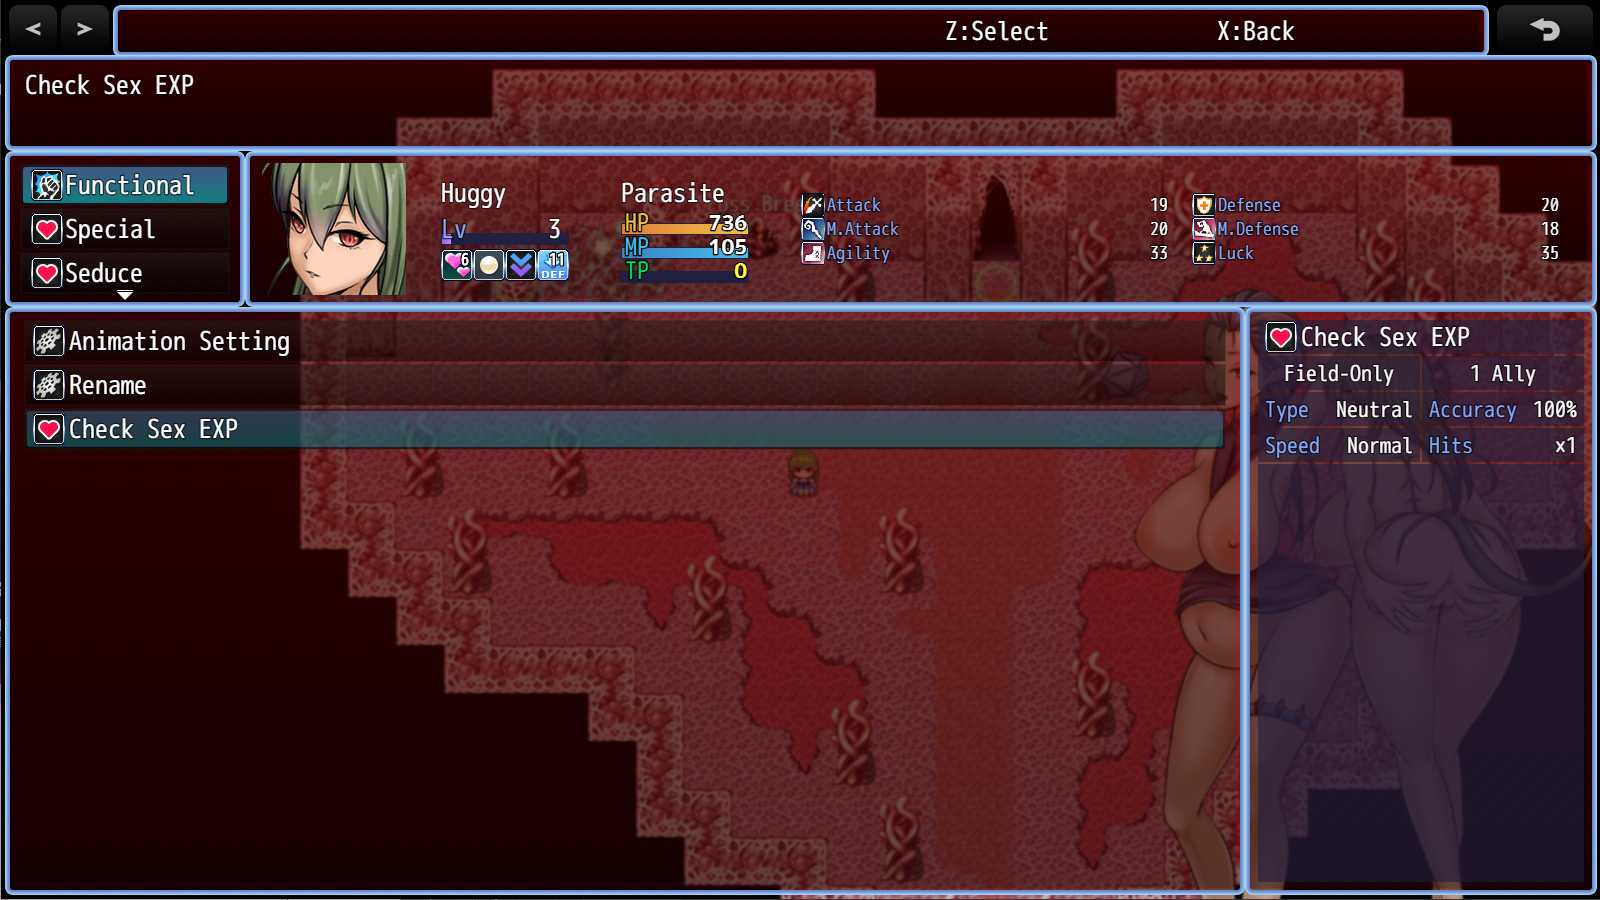 < > Z:Select X:Back
Check Sex EXP
Functional
Special
Seduce
Huggy
Lv 3
6
11
DEF
Parasite
HP 736
MP 105
TP 0
Attack 19
M.Attack 20
Agility 33
Defense 20
M.Defense 18
Luck 35
Animation Setting
Rename
Check Sex EXP
Check Sex EXP
Field-Only 1 Ally
Type Neutral Accuracy 100%
Speed Normal Hits x1